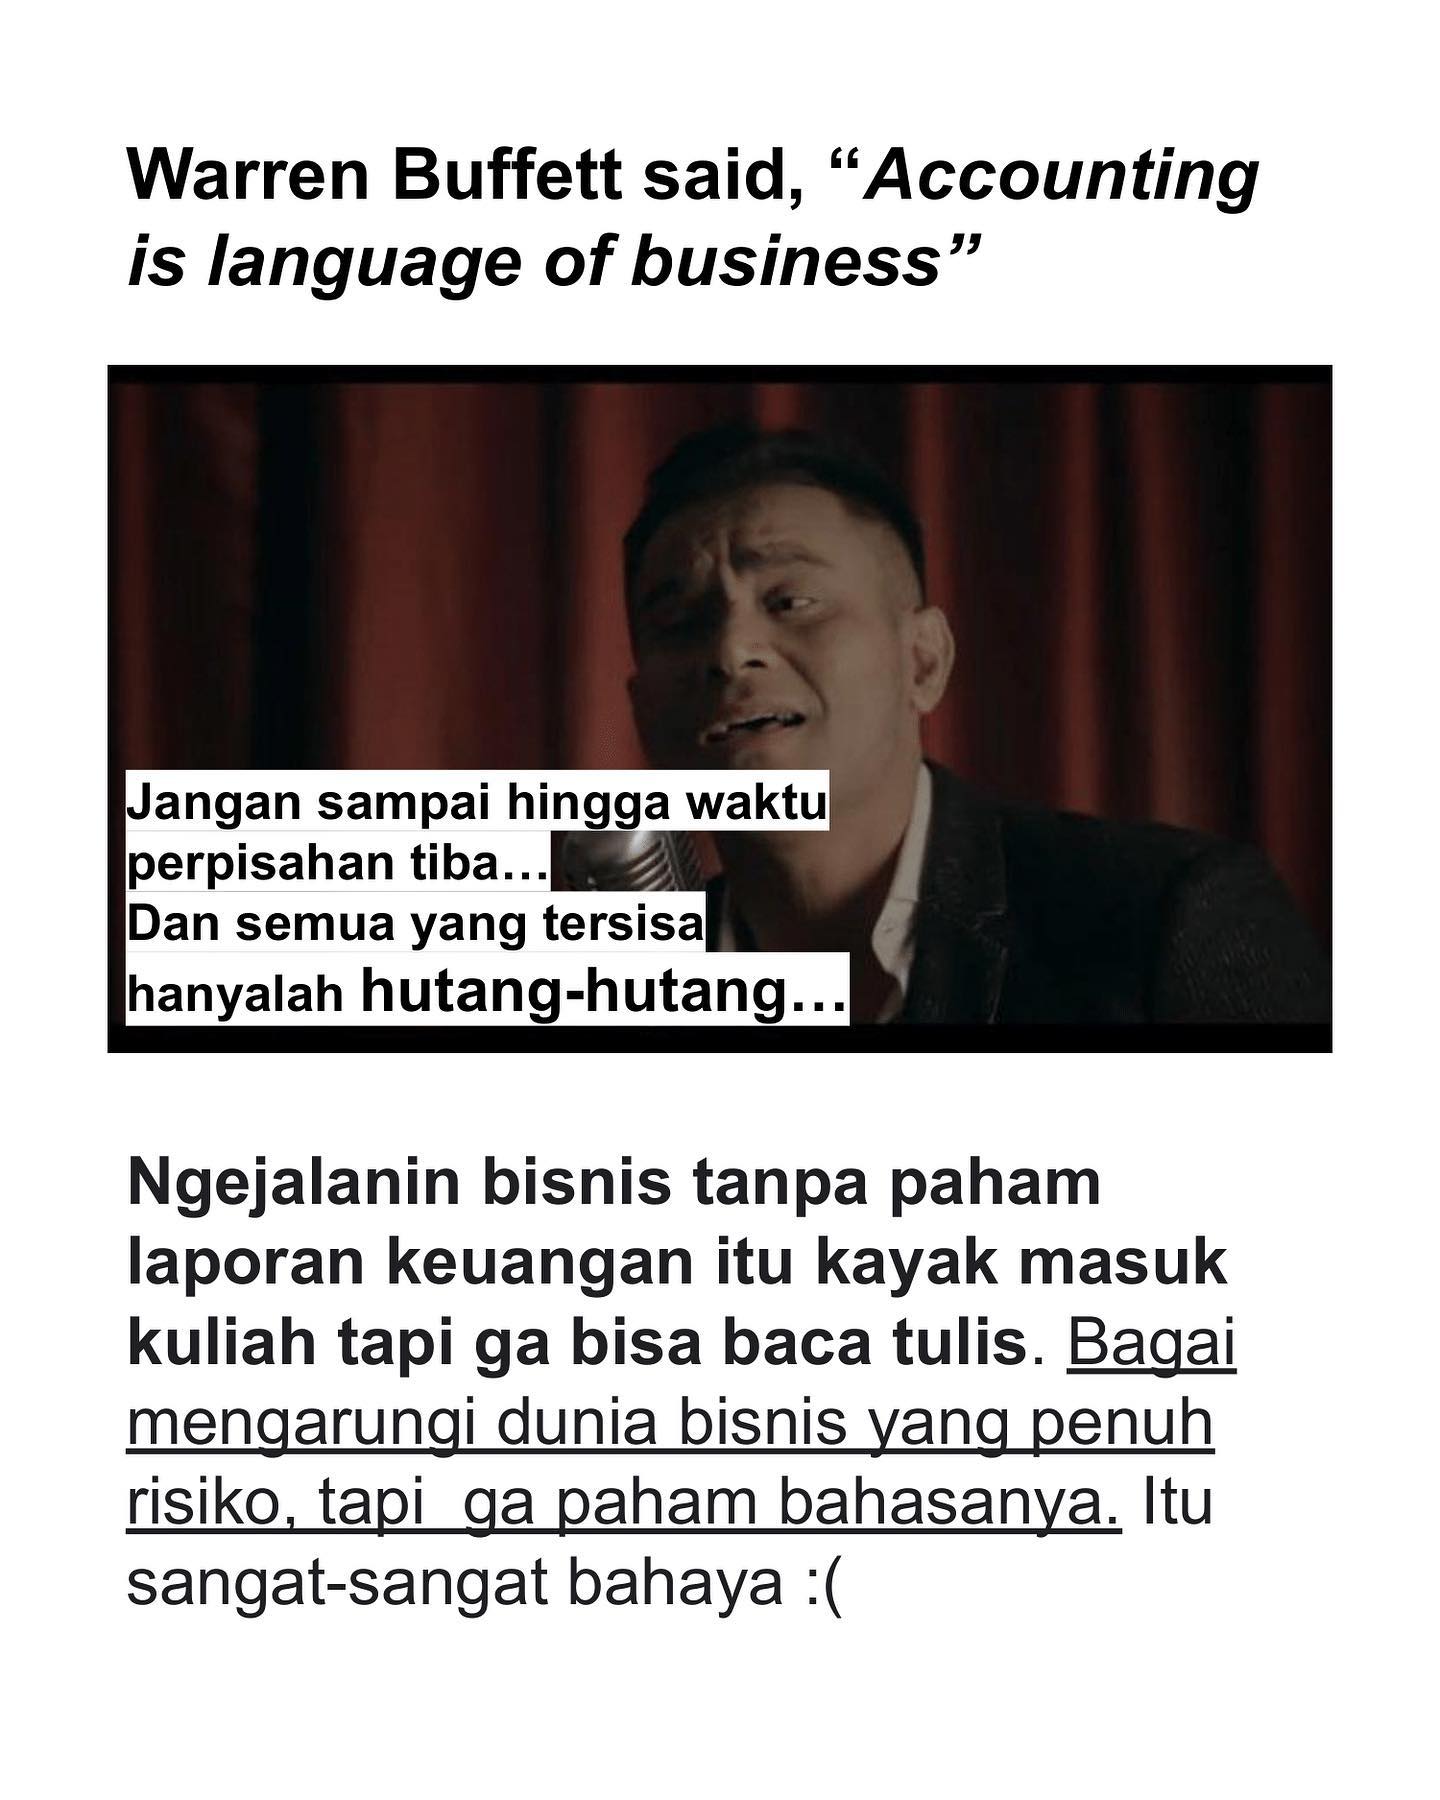 Warren Buffett said, “Accounting
is language of business”
Jangan sampai hingga waktu
perpisahan tiba…
Dan semua yang tersisa
hanyalah hutang-hutang…
Ngejalanin bisnis tanpa paham
laporan keuangan itu kayak masuk
kuliah tapi ga bisa baca tulis. Bagai
mengarungi dunia bisnis yang penuh
risiko, tapi  ga paham bahasanya. Itu
sangat-sangat bahaya :(